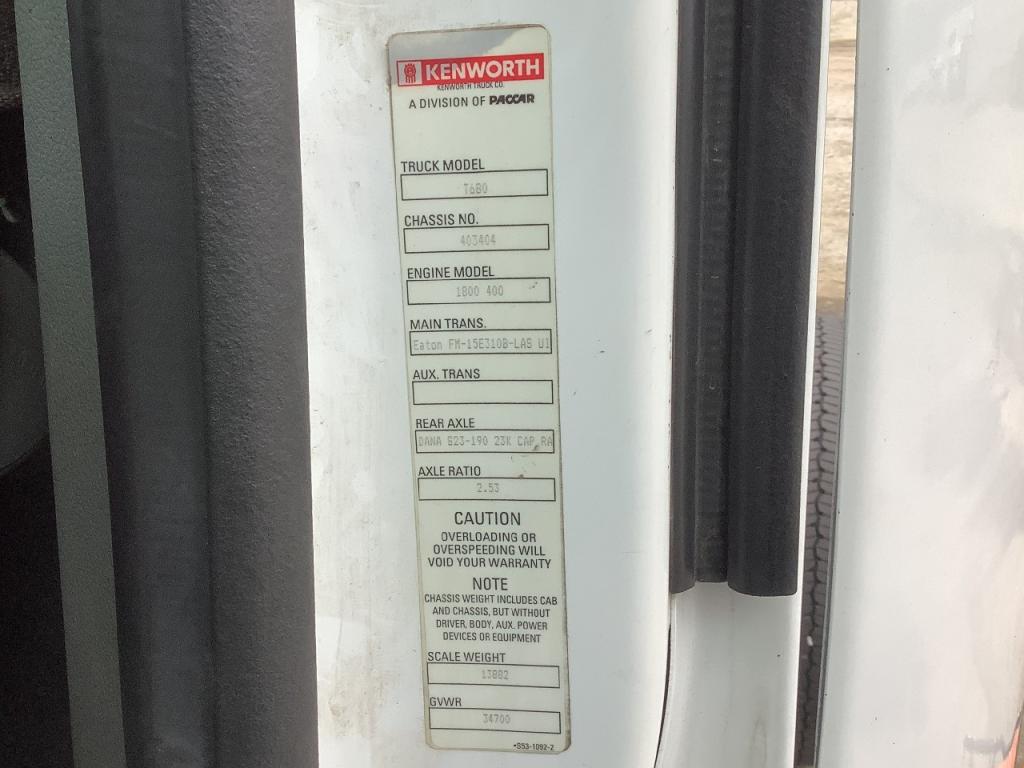 KENWORTH
KENWORTH TRUCK CO.
A DIVISION OF PACCAR
TRUCK MODEL
T680
CHASSIS NO.
403404
ENGINE MODEL
1800 400
MAIN TRANS.
Eaton FM-15E310B-LAS UI
AUX. TRANS
REAR AXLE
DANA S23-190 23K CAP,RA
AXLE RATIO
2.53
CAUTION
OVERLOADING OR
OVERSPEEDING WILL
VOID YOUR WARRANTY
NOTE
CHASSIS WEIGHT INCLUDES CAB
AND CHASSIS, BUT WITHOUT
DRIVER, BODY, AUX. POWER
DEVICES OR EQUIPMENT
SCALE WEIGHT
13882
GVWR
34700
•S53-1092-2